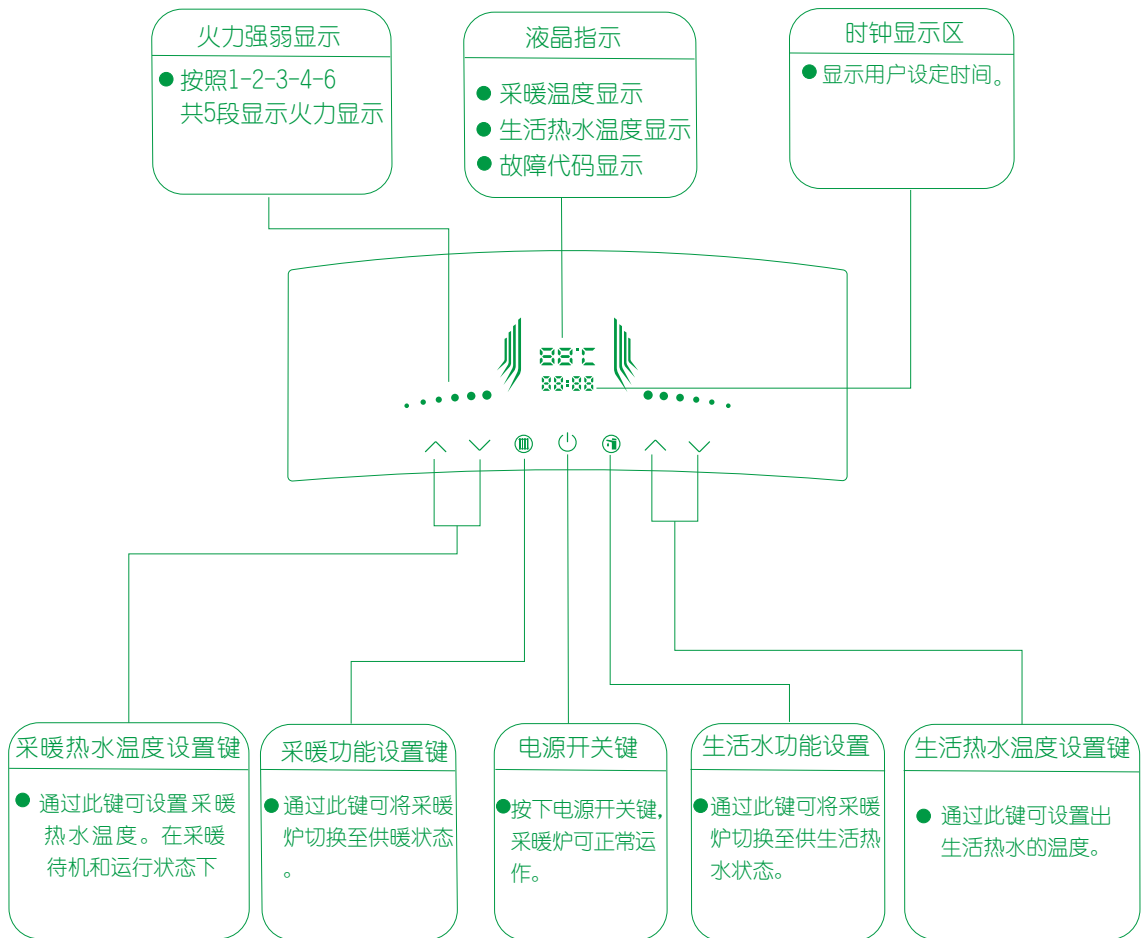 火力强弱显示
●按照1-2-3-4-6
共5段显示火力显示
液晶指示
●采暖温度显示
●生活热水温度显示
●故障代码显示
时钟显示区
●显示用户设定时间。
88℃
88:88
采暖热水温度设置键
●通过此键可设置采暖
热水温度。在采暖
待机和运行状态下
采暖功能设置键
●通过此键可将采暖
炉切换至供暖状态
。
电源开关键
●按下电源开关键,
采暖炉可正常运
作。
生活水功能设置
●通过此键可将采暖
炉切换至供生活热
水状态。
生活热水温度设置键
●通过此键可设置出
生活热水的温度。